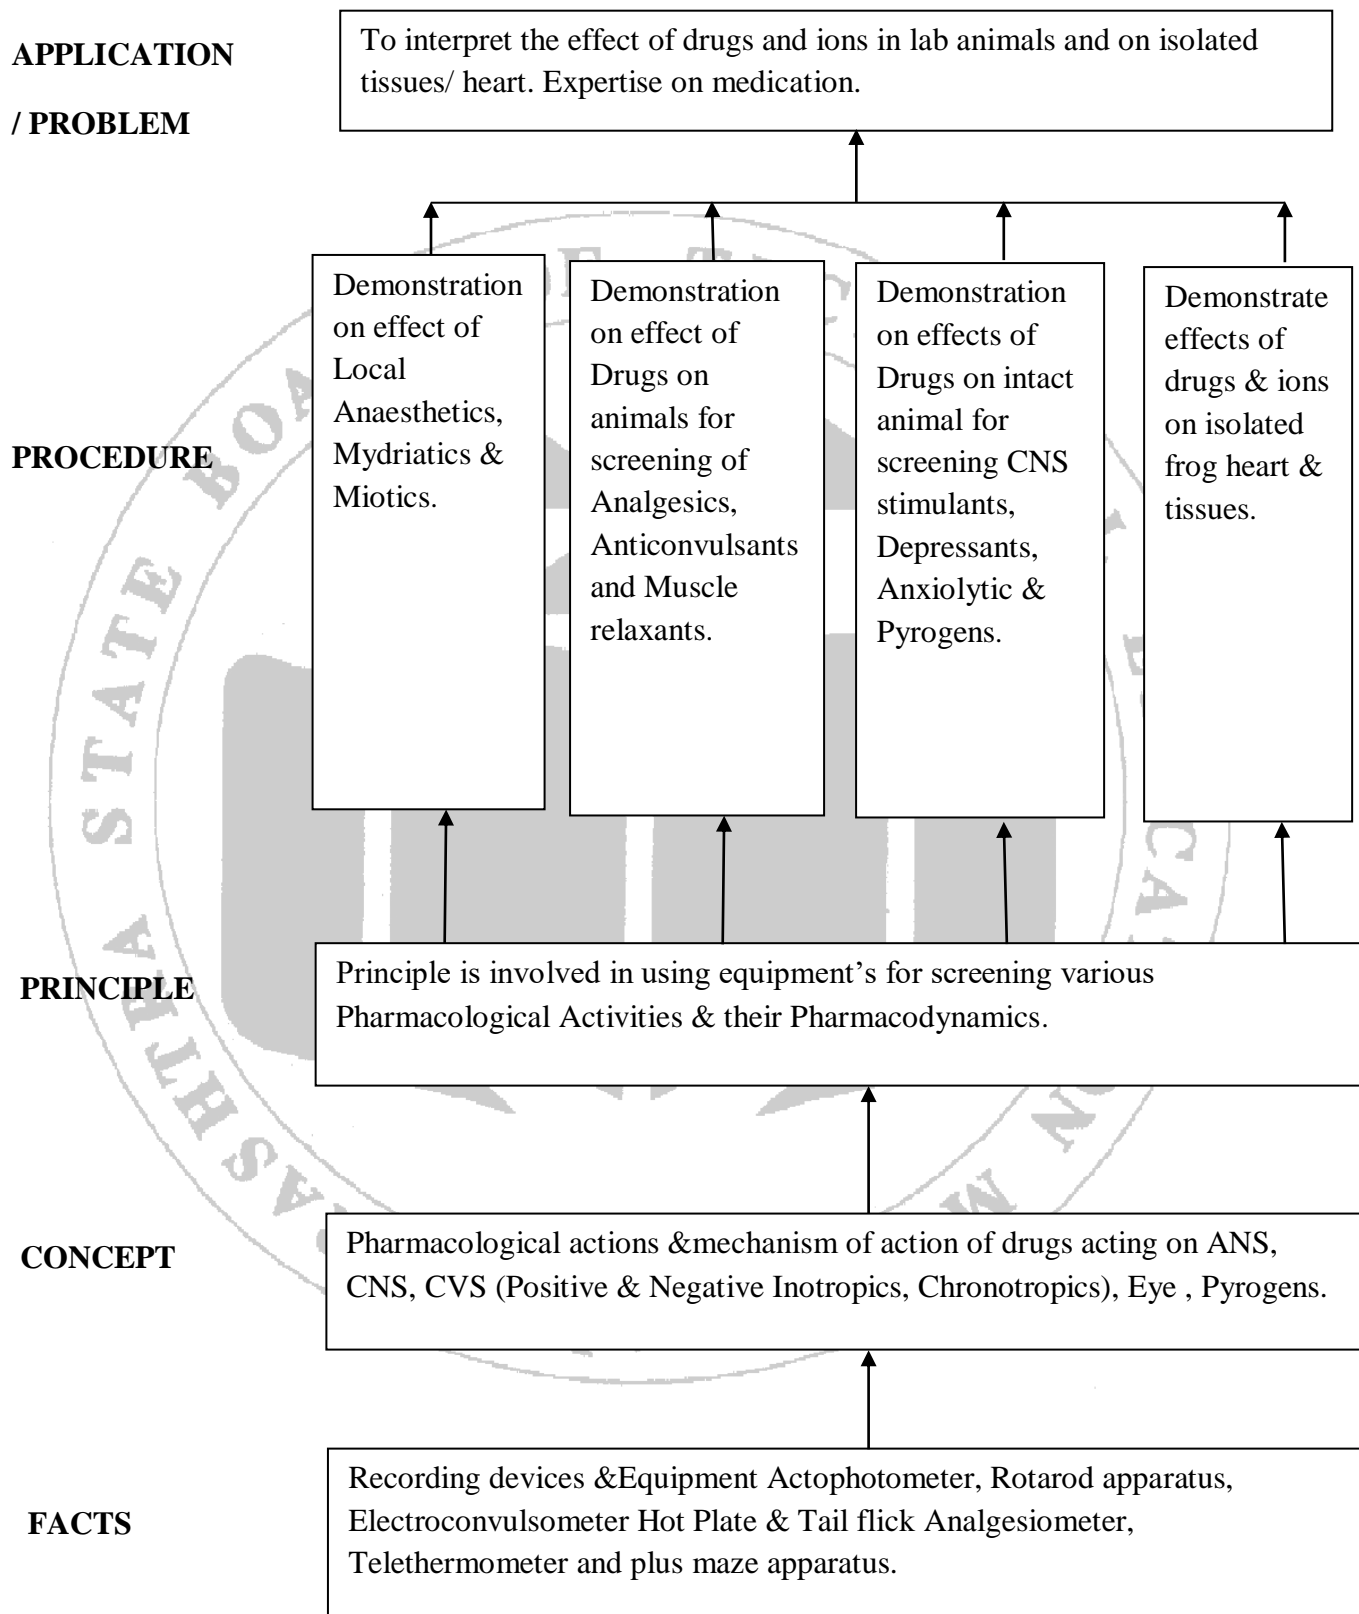 APPLICATION
/ PROBLEM
To interpret the effect of drugs and ions in lab animals and on isolated
tissues/ heart. Expertise on medication.
PROCEDURE
Demonstration
on effect of
Local
Anaesthetics,
Mydriatics &
Miotics.
Demonstration
on effect of
Drugs on
animals for
screening of
Analgesics,
Anticonvulsants
and Muscle
relaxants.
Demonstration
on effects of
Drugs on intact
animal for
screening CNS
stimulants,
Depressants,
Anxiolytic &
Pyrogens.
Demonstrate
effects of
drugs & ions
on isolated
frog heart &
tissues.
PRINCIPLE
Principle is involved in using equipment’s for screening various
Pharmacological Activities & their Pharmacodynamics.
CONCEPT
Pharmacological actions &mechanism of action of drugs acting on ANS,
CNS, CVS (Positive & Negative Inotropics, Chronotropics), Eye , Pyrogens.
FACTS
Recording devices &Equipment Actophotometer, Rotarod apparatus,
Electroconvulsometer Hot Plate & Tail flick Analgesiometer,
Telethermometer and plus maze apparatus.
STATE